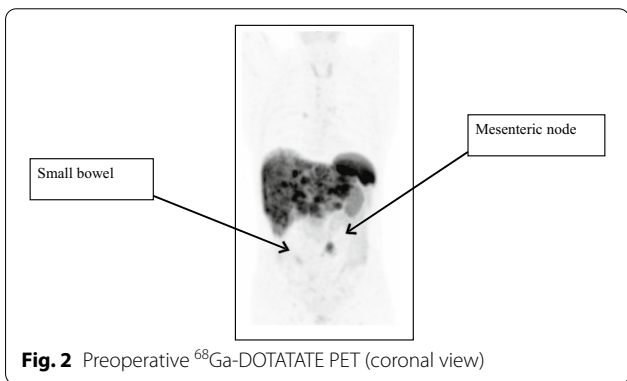 Mesenteric node
Small bowel
Fig. 2 Preoperative ⁶⁸Ga-DOTATATE PET (coronal view)